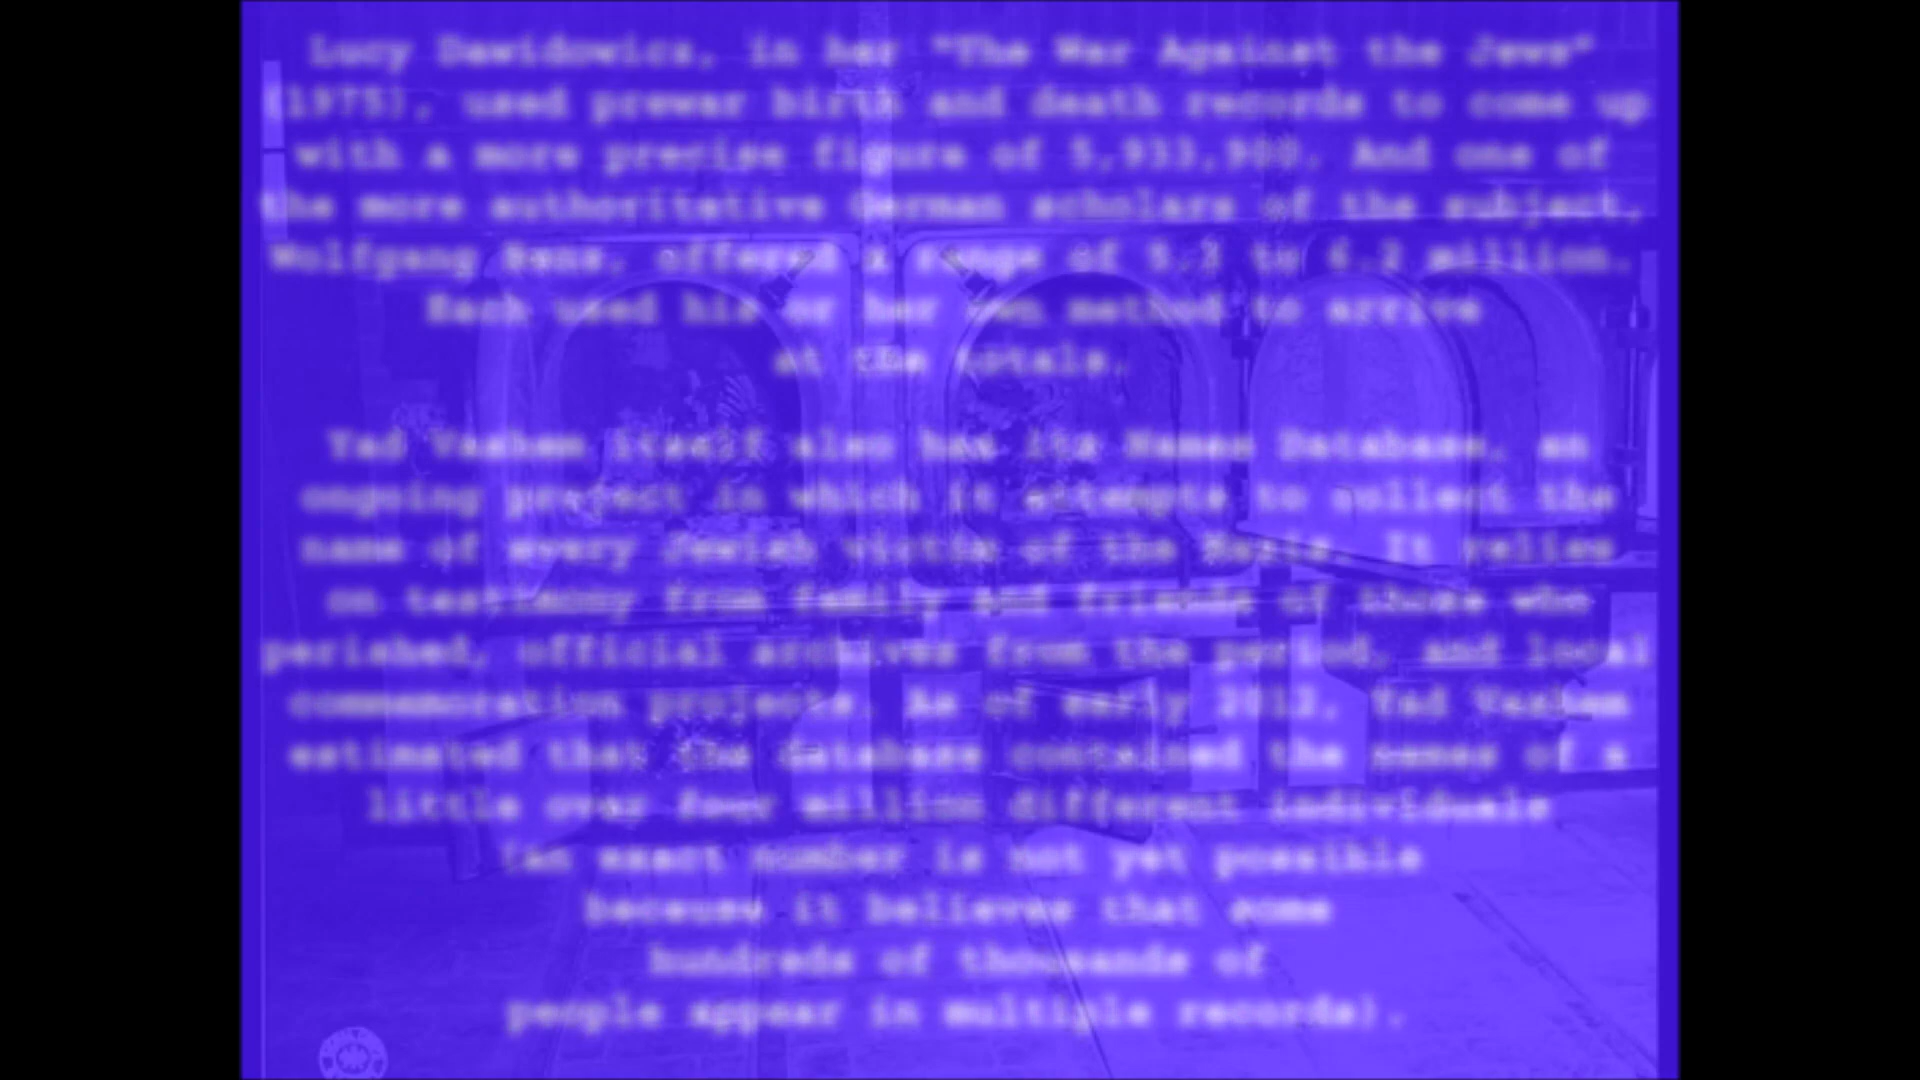 Lucy Dawidowicz, in her "The War Against the Jews"
(1975), used prewar birth and death records to come up
with a more precise figure of 5,933,900. And one of
the more authoritative German scholars of the subject,
Wolfgang Benz, offered a range of 5.3 to 6.2 million.
Each used his or her own method to arrive
at the totals.
Yad Vashem itself also has its Names Database, an
ongoing project in which it attempts to collect the
name of every Jewish victim of the Nazis. It relies
on testimony from family and friends of those who
perished, official archives from the period, and local
commemoration projects. As of early 2012, Yad Vashem
estimated that the database contained the names of a
little over four million different individuals
(an exact number is not yet possible
because it believes that some
hundreds of thousands of
people appear in multiple records).